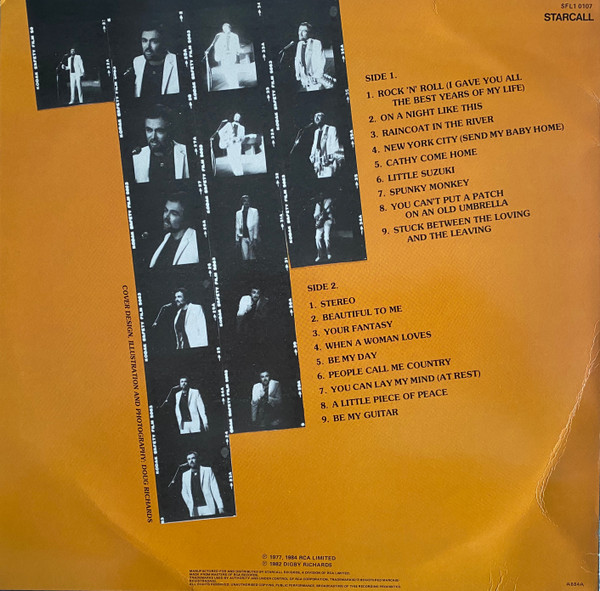 SFL1 0107
STARCALL
SIDE 1.
1. ROCK 'N' ROLL (I GAVE YOU ALL
THE BEST YEARS OF MY LIFE)
2. ON A NIGHT LIKE THIS
3. RAINCOAT IN THE RIVER
4. NEW YORK CITY (SEND MY BABY HOME)
5. CATHY COME HOME
6. LITTLE SUZUKI
7. SPUNKY MONKEY
8. YOU CAN'T PUT A PATCH
ON AN OLD UMBRELLA
9. STUCK BETWEEN THE LOVING
AND THE LEAVING
SIDE 2.
1. STEREO
2. BEAUTIFUL TO ME
3. YOUR FANTASY
4. WHEN A WOMAN LOVES
5. BE MY DAY
6. PEOPLE CALL ME COUNTRY
7. YOU CAN LAY MY MIND (AT REST)
8. A LITTLE PIECE OF PEACE
9. BE MY GUITAR
COVER DESIGN, ILLUSTRATION AND PHOTOGRAPHY: DOUG RICHARDS
℗ 1977, 1984 RCA LIMITED
℗ 1982 DIGBY RICHARDS